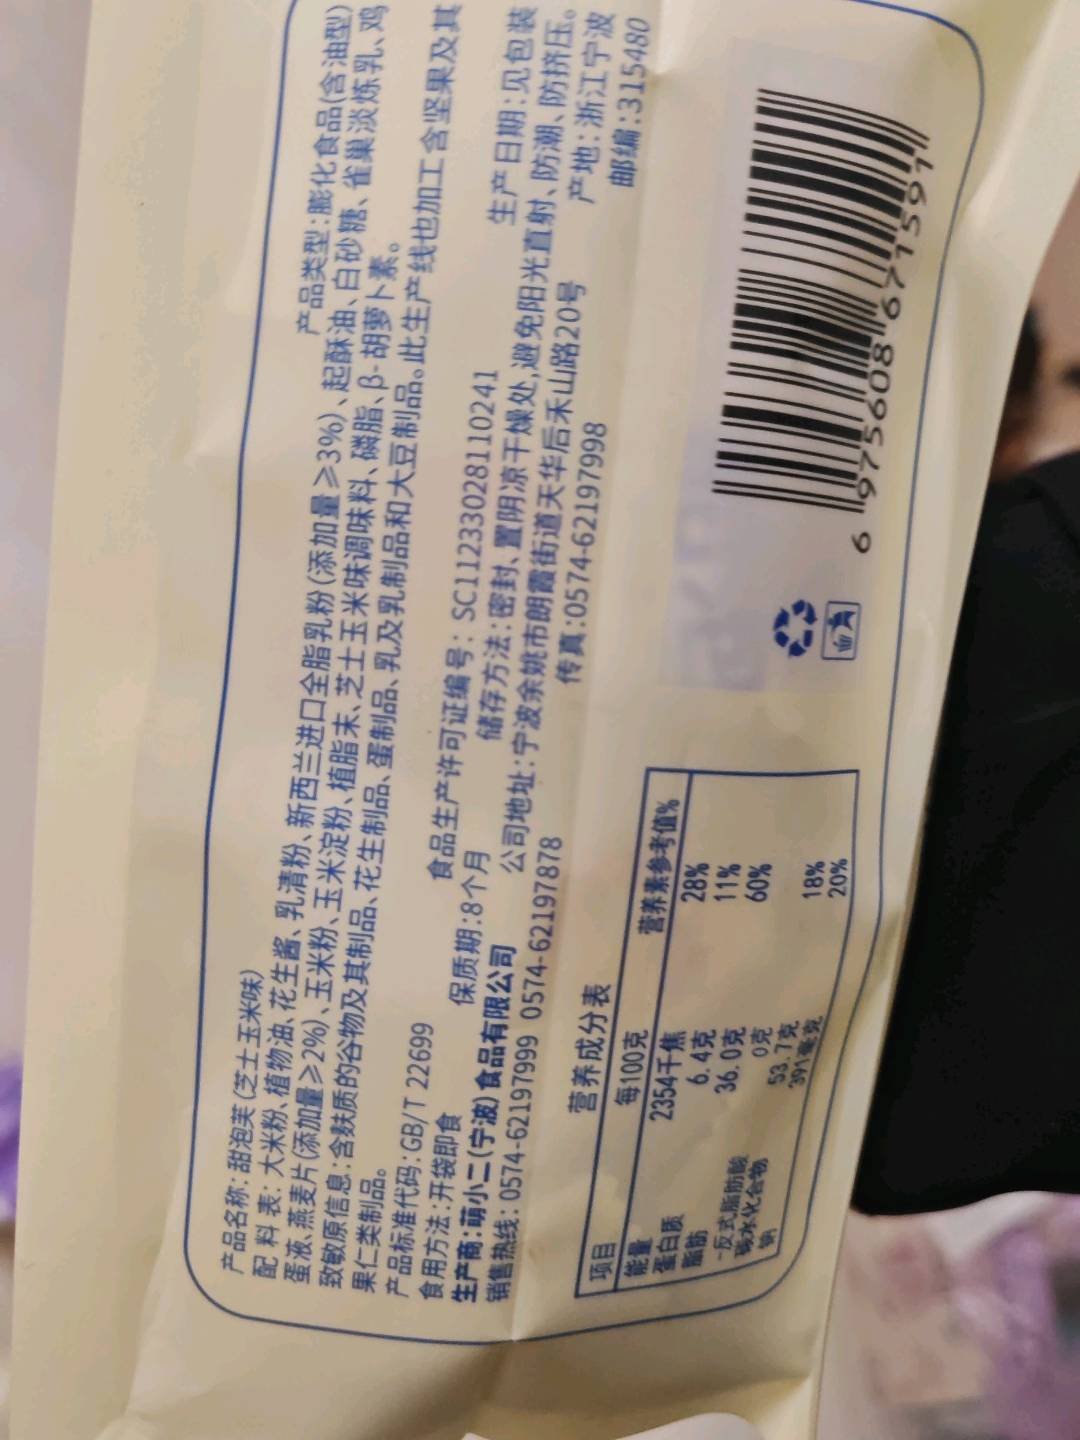 产品名称:甜泡芙(芝士玉米味) 产品类型:膨化食品(含油型)
配 料 表:大米粉、植物油、花生酱、乳清粉、新西兰进口全脂乳粉(添加量≥3%)、起酥油、白砂糖、雀巢淡炼乳、鸡
蛋液、燕麦片(添加量≥2%)、玉米粉、玉米淀粉、植脂末、芝士玉米味调味料、磷脂、β-胡萝卜素。
致敏原信息:含麸质的谷物及其制品、花生制品、蛋制品、乳及乳制品和大豆制品。此生产线也加工含坚果及其
果仁类制品。
产品标准代码:GB/T 22699 食品生产许可证编号: SC11233028110241 生产日期:见包装
食用方法:开袋即食 保质期:8个月 储存方法:密封、置阴凉干燥处,避免阳光直射、防潮、防挤压。
生产商:萌小二(宁波)食品有限公司 公司地址:宁波余姚市朗霞街道天华后禾山路20号 产地:浙江宁波
销售热线:0574-62197999 0574-62197878 传真:0574-62197998 邮编:315480
营养成分表
项目 每100克 营养素参考值%
能量 2354千焦 28%
蛋白质 6.4克 11%
脂肪 36.0克 60%
-反式脂肪酸 0克
碳水化合物 53.7克 18%
钠 391毫克 20%
6 975608 671591